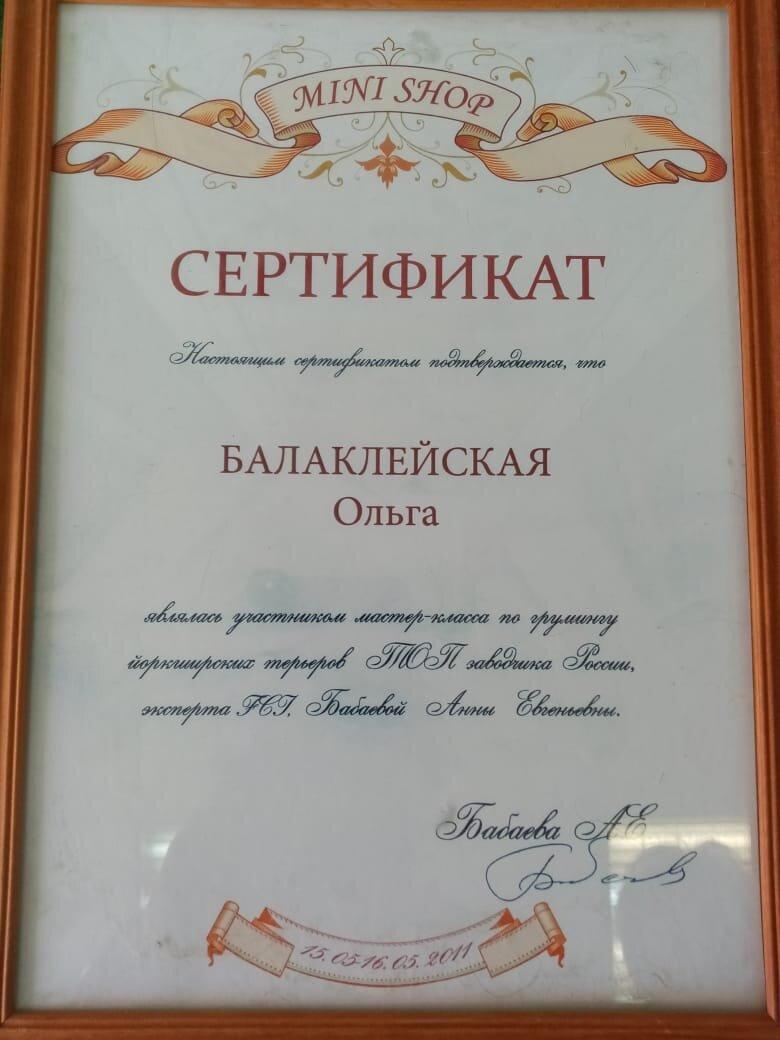 MINI SHOP
СЕРТИФИКАТ
Настоящим сертификатом подтверждается, что
БАЛАКЛЕЙСКАЯ
Ольга
являлась участником мастер-класса по грумингу
йоркширских терьеров ТОП заводчика России,
эксперта FCI, Бабаевой Анны Евгеньевны.
Бабаева АЕ
15.05-16.05.2011